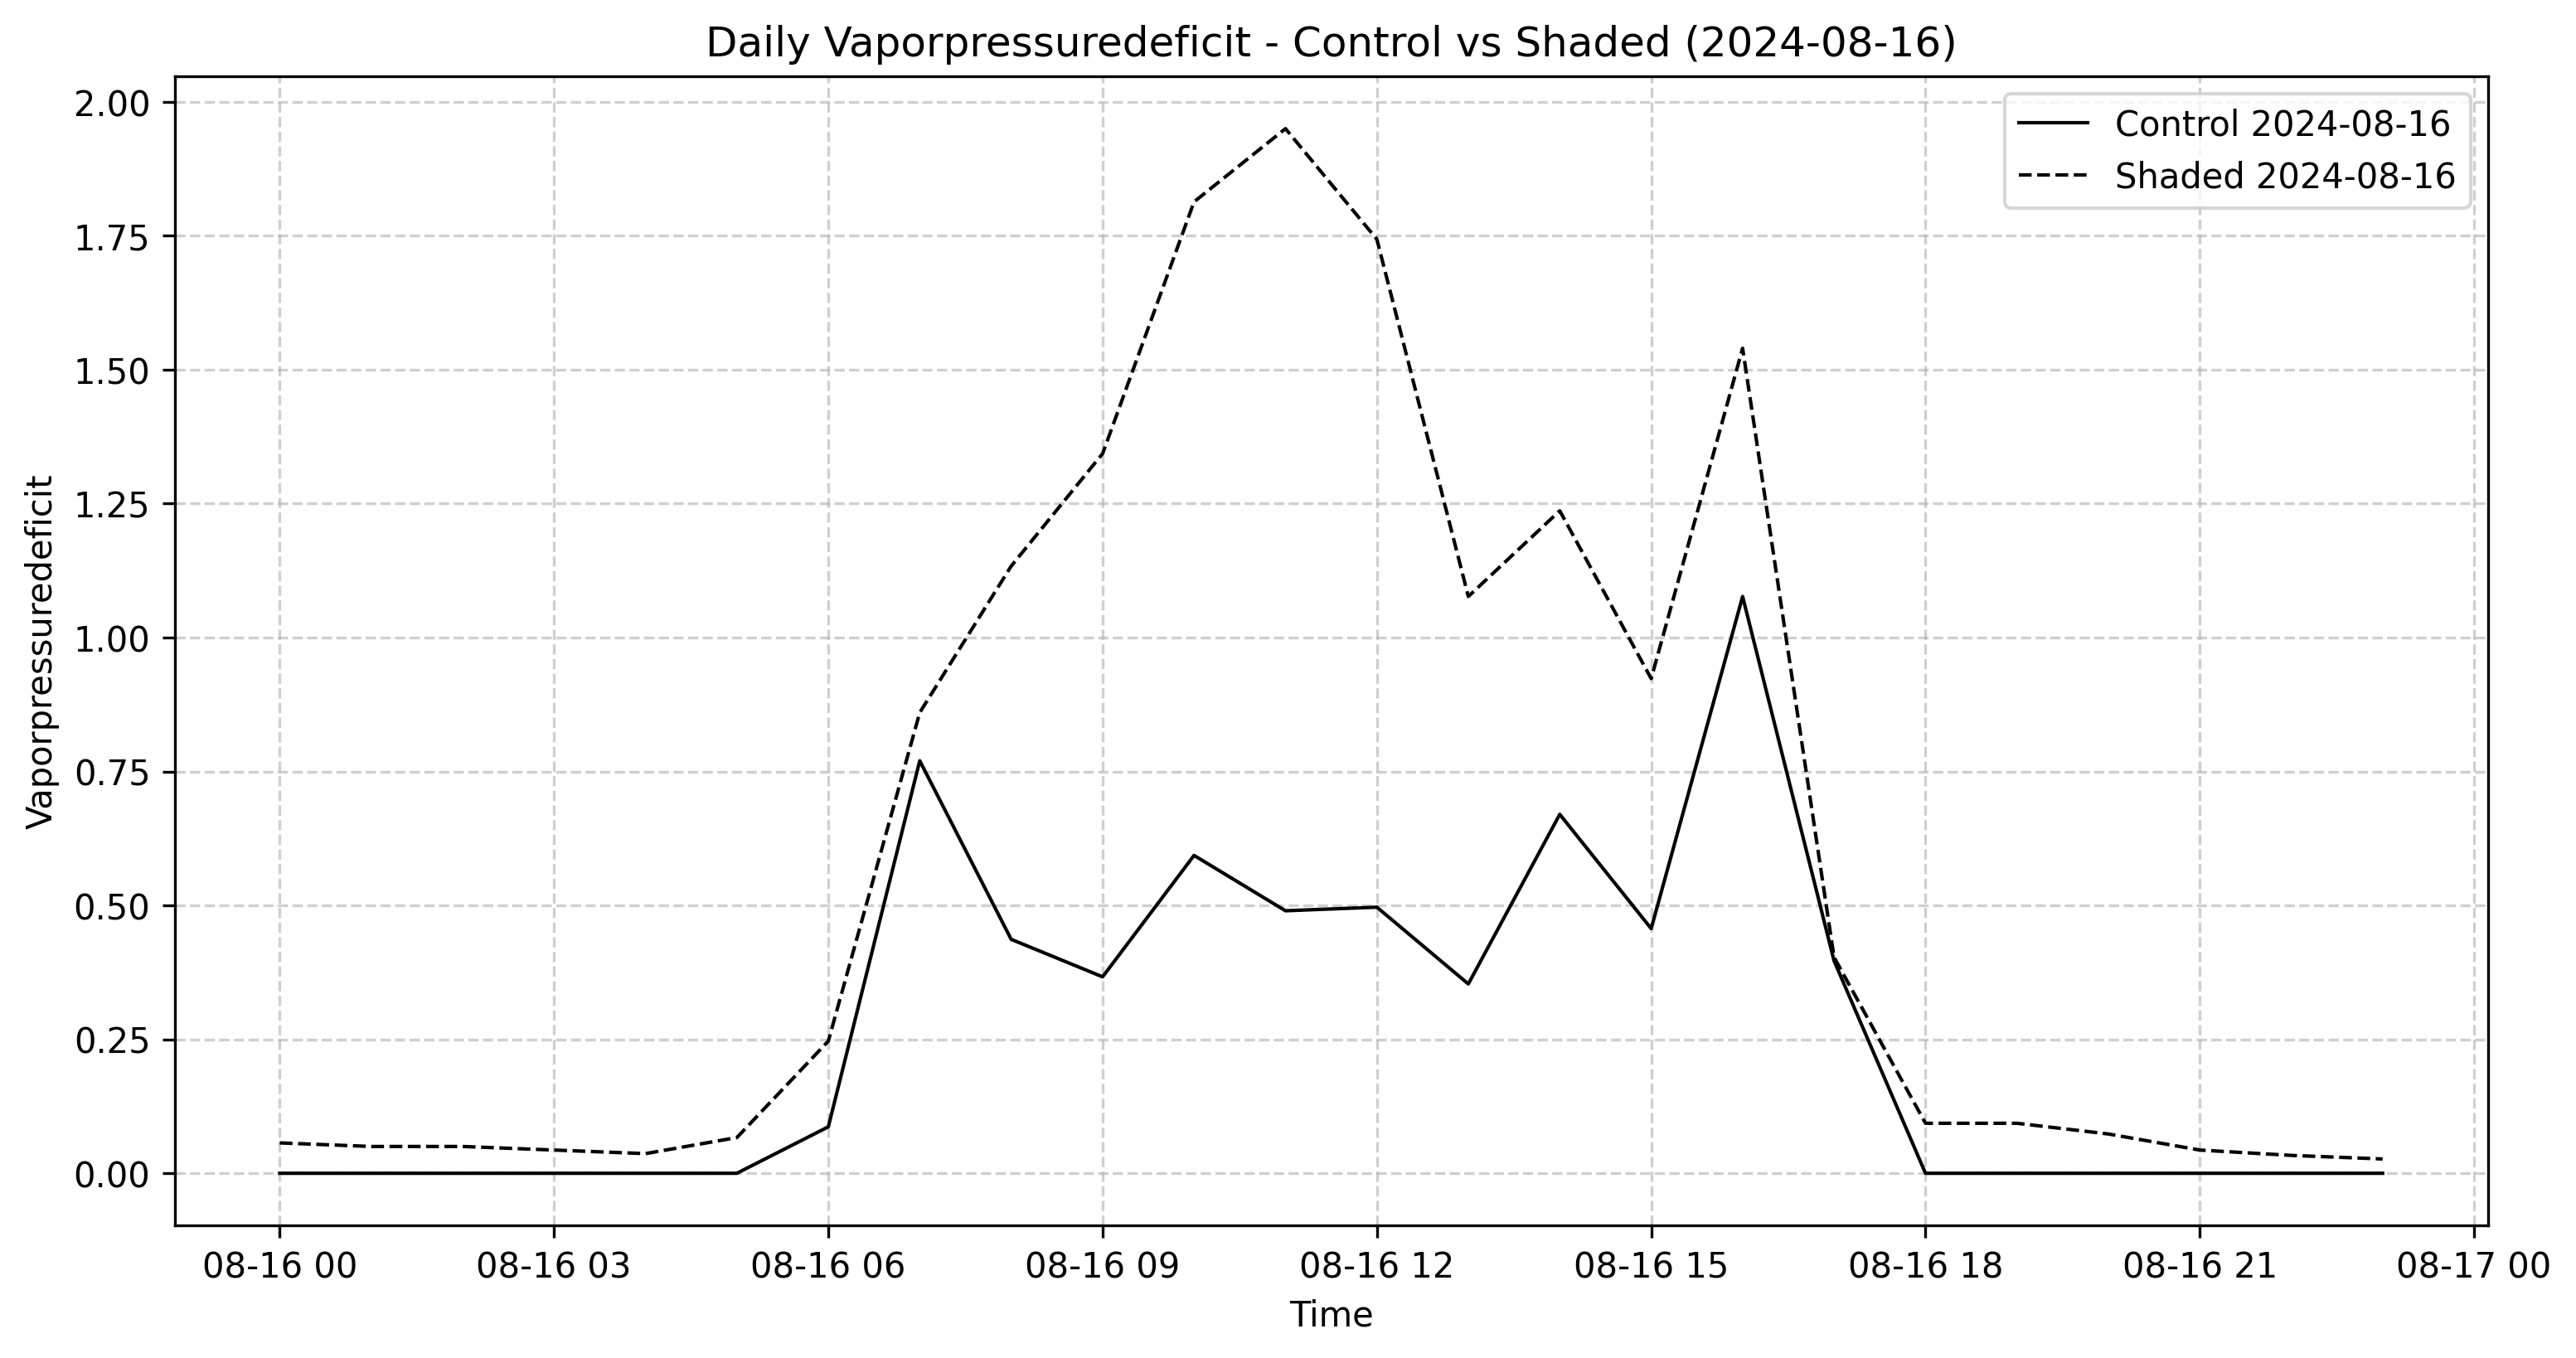 Daily Vaporpressuredeficit - Control vs Shaded (2024-08-16)
Control 2024-08-16
Shaded 2024-08-16
Vaporpressuredeficit
2.00
1.75
1.50
1.25
1.00
0.75
0.50
0.25
0.00
08-16 00 08-16 03 08-16 06 08-16 09 08-16 12 08-16 15 08-16 18 08-16 21 08-17 00
Time